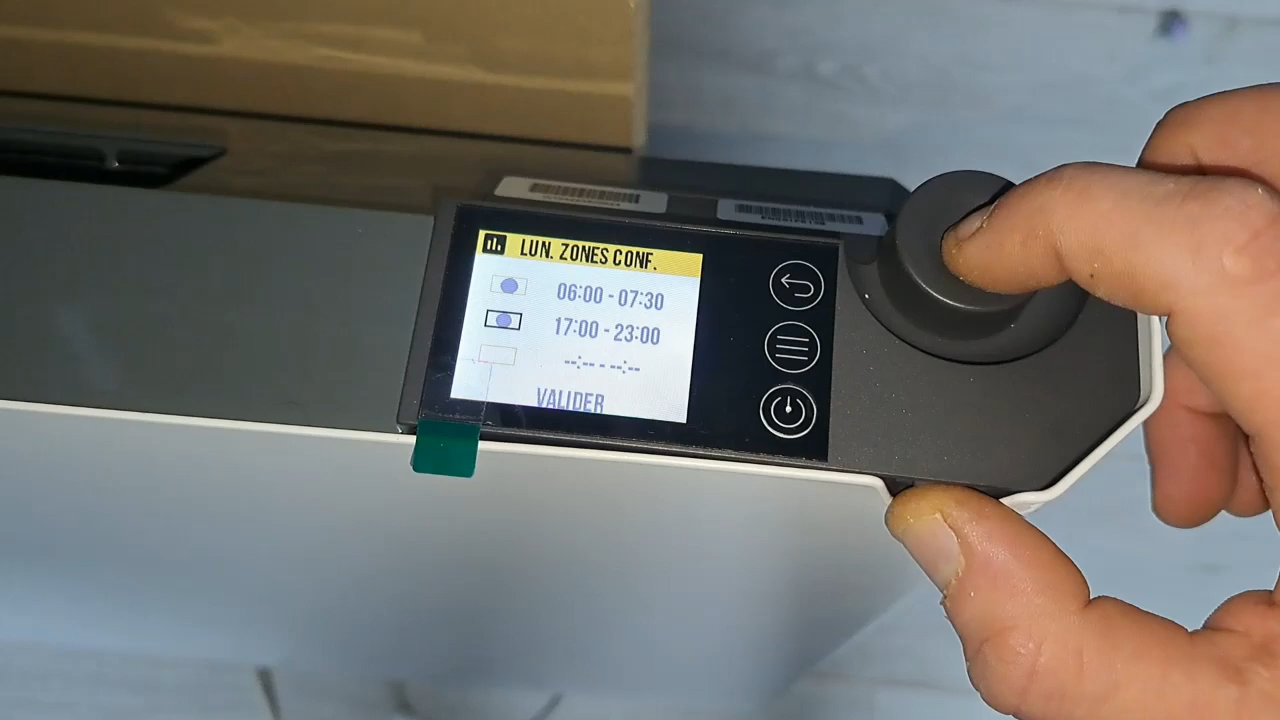 LUN. ZONES CONF.
06:00 - 07:30
17:00 - 23:00
--:-- - --:--
VALIDER